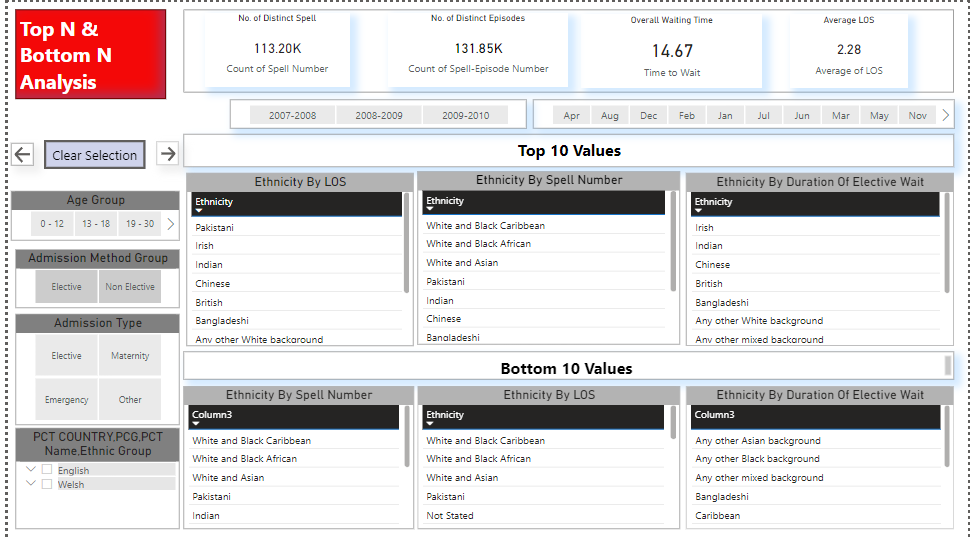 Top N &
Bottom N
Analysis
No. of Distinct Spell
113.20K
Count of Spell Number
No. of Distinct Episodes
131.85K
Count of Spell-Episode Number
Overall Waiting Time
14.67
Time to Wait
Average LOS
2.28
Average of LOS
2007-2008 2008-2009 2009-2010
Apr Aug Dec Feb Jan Jul Jun Mar May Nov
Clear Selection
Top 10 Values
Age Group
0 - 12 13 - 18 19 - 30
Admission Method Group
Elective Non Elective
Admission Type
Elective Maternity
Emergency Other
PCT COUNTRY,PCG,PCT
Name,Ethnic Group
English
Welsh
Ethnicity By LOS
Ethnicity
Pakistani
Irish
Indian
Chinese
British
Bangladeshi
Any other White background
Ethnicity By Spell Number
Ethnicity
White and Black Caribbean
White and Black African
White and Asian
Pakistani
Indian
Chinese
Bangladeshi
Ethnicity By Duration Of Elective Wait
Ethnicity
Irish
Indian
Chinese
British
Bangladeshi
Any other White background
Any other mixed background
Bottom 10 Values
Ethnicity By Spell Number
Column3
White and Black Caribbean
White and Black African
White and Asian
Pakistani
Indian
Ethnicity By LOS
Ethnicity
White and Black Caribbean
White and Black African
White and Asian
Pakistani
Not Stated
Ethnicity By Duration Of Elective Wait
Column3
Any other Asian background
Any other Black background
Any other mixed background
Bangladeshi
Caribbean